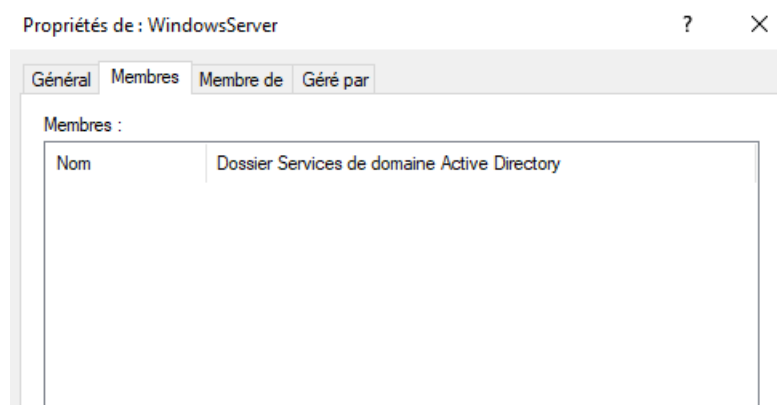 Propriétés de : WindowsServer ? ×
Général Membres Membre de Géré par
Membres :
Nom Dossier Services de domaine Active Directory